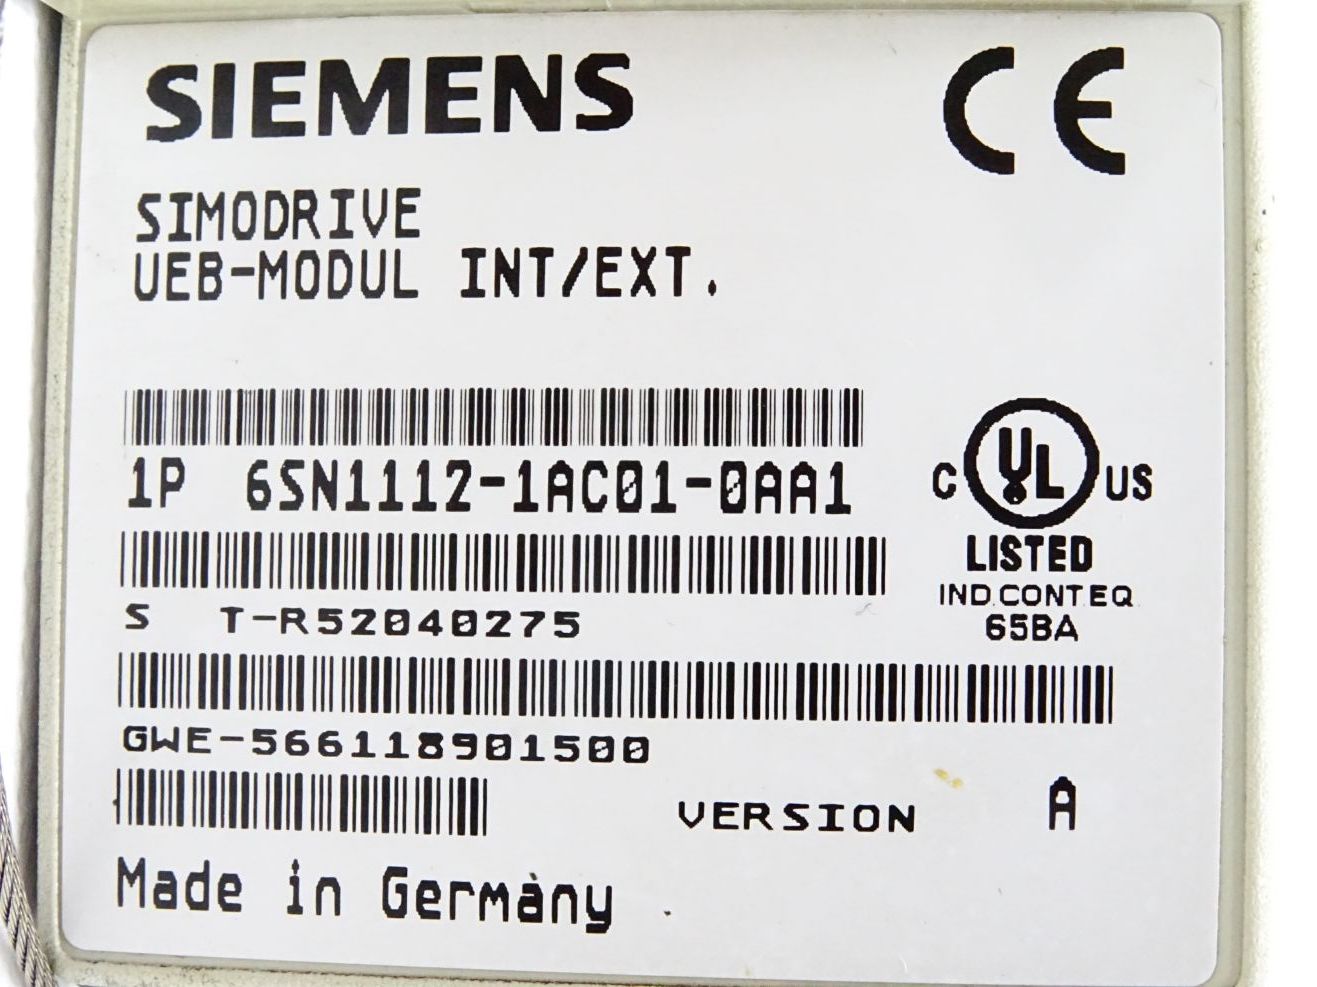 SIEMENS
CE
SIMODRIVE
UEB-MODUL INT/EXT.
1P 6SN1112-1AC01-0AA1
C UL US
LISTED
IND.CONT.EQ.
65BA
S T-R52040275
GWE-566118901500
VERSION A
Made in Germany